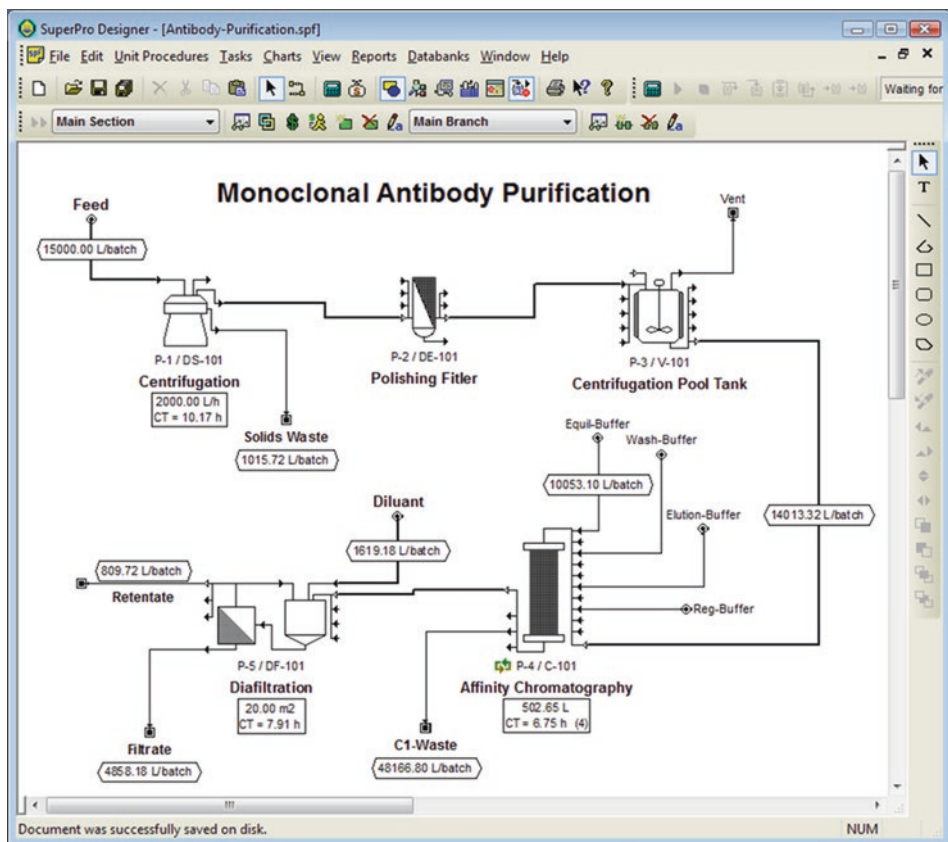 SuperPro Designer - [Antibody-Purification.spf]
File Edit Unit Procedures Tasks Charts View Reports Databanks Window Help
Waiting for
Main Section
Main Branch
T
Monoclonal Antibody Purification
Feed
15000.00 L/batch
Vent
P-1 / DS-101
Centrifugation
2000.00 L/h
CT = 10.17 h
P-2 / DE-101
Polishing Fitler
P-3 / V-101
Centrifugation Pool Tank
Solids Waste
1015.72 L/batch
Equil-Buffer
Wash-Buffer
10053.10 L/batch
Elution-Buffer
14013.32 L/batch
Diluant
1619.18 L/batch
809.72 L/batch
Retentate
Reg-Buffer
P-5 / DF-101
Diafiltration
20.00 m2
CT = 7.91 h
P-4 / C-101
Affinity Chromatography
502.65 L
CT = 6.75 h (4)
Filtrate
4858.18 L/batch
C1-Waste
48166.80 L/batch
Document was successfully saved on disk.
NUM